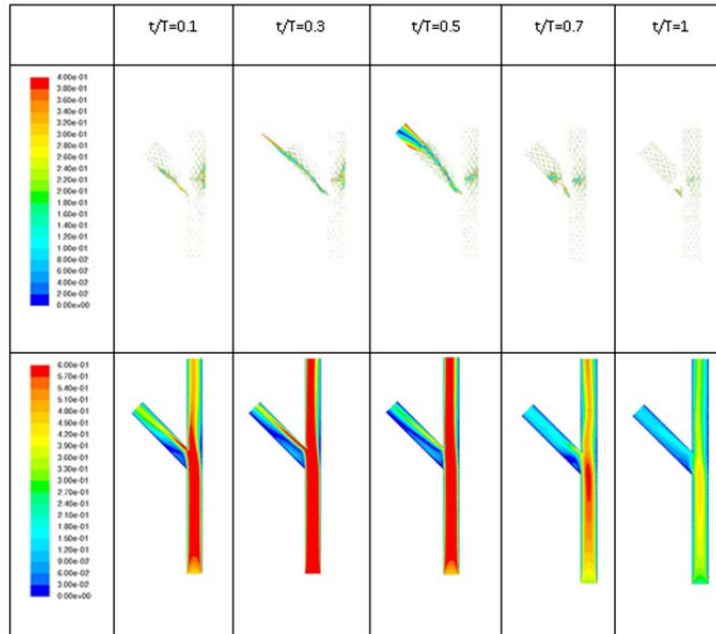 t/T=0.1
t/T=0.3
t/T=0.5
t/T=0.7
t/T=1
4.00e-01
3.80e-01
3.60e-01
3.40e-01
3.20e-01
3.00e-01
2.80e-01
2.60e-01
2.40e-01
2.20e-01
2.00e-01
1.80e-01
1.60e-01
1.40e-01
1.20e-01
1.00e-01
8.00e-02
6.00e-02
4.00e-02
2.00e-02
0.00e+00
6.00e-01
5.70e-01
5.40e-01
5.10e-01
4.80e-01
4.50e-01
4.20e-01
3.90e-01
3.60e-01
3.30e-01
3.00e-01
2.70e-01
2.40e-01
2.10e-01
1.80e-01
1.50e-01
1.20e-01
9.00e-02
6.00e-02
3.00e-02
0.00e+00